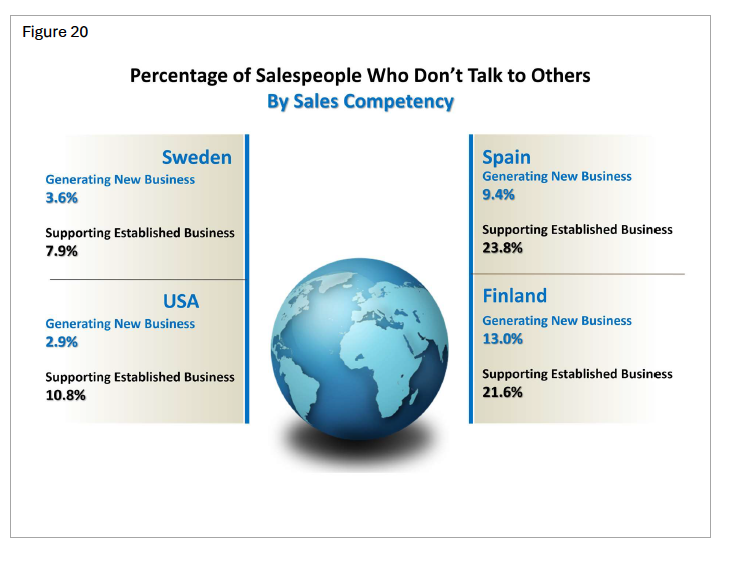 Figure 20
Percentage of Salespeople Who Don’t Talk to Others
By Sales Competency
Sweden
Generating New Business
3.6%
Supporting Established Business
7.9%
USA
Generating New Business
2.9%
Supporting Established Business
10.8%
Spain
Generating New Business
9.4%
Supporting Established Business
23.8%
Finland
Generating New Business
13.0%
Supporting Established Business
21.6%